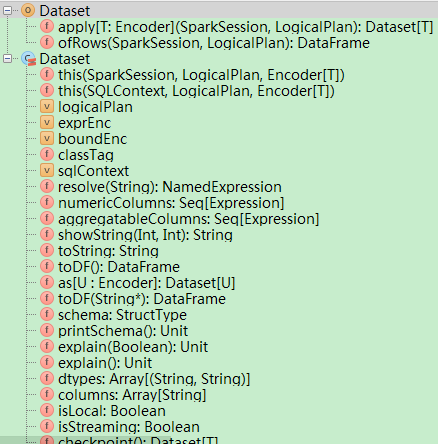 Dataset
apply[T: Encoder](SparkSession, LogicalPlan): Dataset[T]
ofRows(SparkSession, LogicalPlan): DataFrame
Dataset
this(SparkSession, LogicalPlan, Encoder[T])
this(SQLContext, LogicalPlan, Encoder[T])
logicalPlan
exprEnc
boundEnc
classTag
sqlContext
resolve(String): NamedExpression
numericColumns: Seq[Expression]
aggregatableColumns: Seq[Expression]
showString(Int, Int): String
toString: String
toDF(): DataFrame
as[U : Encoder]: Dataset[U]
toDF(String*): DataFrame
schema: StructType
printSchema(): Unit
explain(Boolean): Unit
explain(): Unit
dtypes: Array[(String, String)]
columns: Array[String]
isLocal: Boolean
isStreaming: Boolean
checkpoint(): Dataset[T]